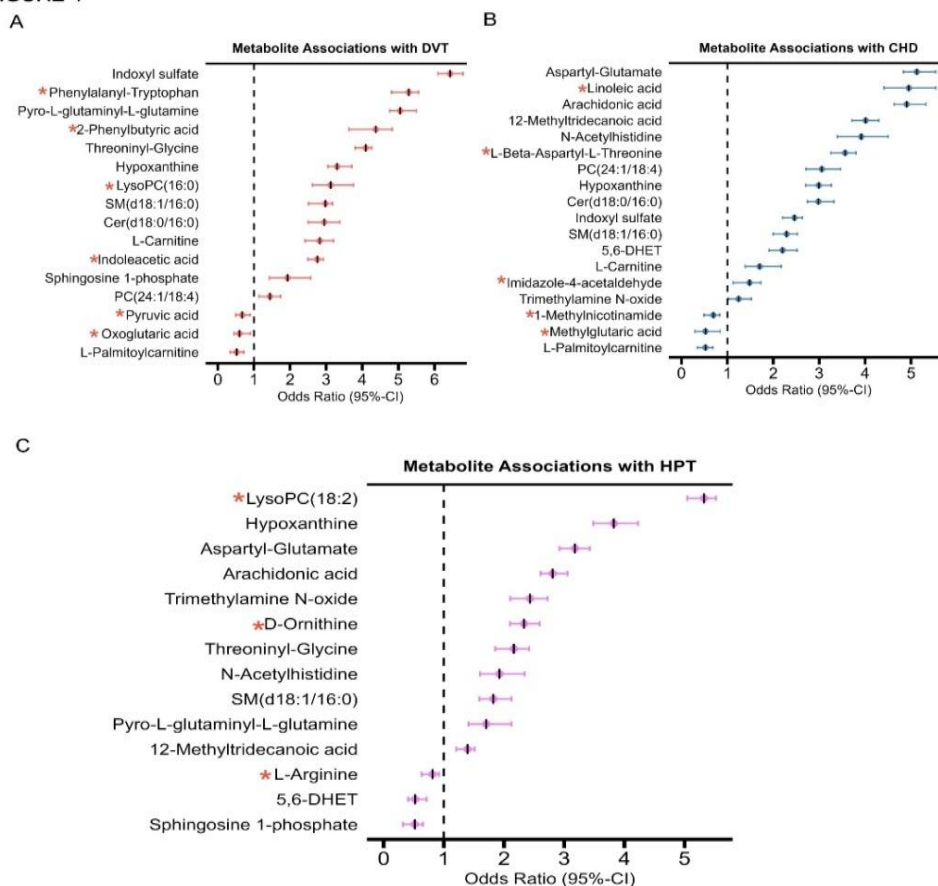 A
Metabolite Associations with DVT
Indoxyl sulfate
*Phenylalanyl-Tryptophan
Pyro-L-glutaminyl-L-glutamine
*2-Phenylbutyric acid
Threoninyl-Glycine
Hypoxanthine
*LysoPC(16:0)
SM(d18:1/16:0)
Cer(d18:0/16:0)
L-Carnitine
*Indoleacetic acid
Sphingosine 1-phosphate
PC(24:1/18:4)
*Pyruvic acid
*Oxoglutaric acid
L-Palmitoylcarnitine
0 1 2 3 4 5 6
Odds Ratio (95%-CI)
B
Metabolite Associations with CHD
Aspartyl-Glutamate
*Linoleic acid
Arachidonic acid
12-Methyltridecanoic acid
N-Acetylhistidine
*L-Beta-Aspartyl-L-Threonine
PC(24:1/18:4)
Hypoxanthine
Cer(d18:0/16:0)
Indoxyl sulfate
SM(d18:1/16:0)
5,6-DHET
L-Carnitine
*Imidazole-4-acetaldehyde
Trimethylamine N-oxide
*1-Methylnicotinamide
*Methylglutaric acid
L-Palmitoylcarnitine
0 1 2 3 4 5
Odds Ratio (95%-CI)
C
Metabolite Associations with HPT
*LysoPC(18:2)
Hypoxanthine
Aspartyl-Glutamate
Arachidonic acid
Trimethylamine N-oxide
*D-Ornithine
Threoninyl-Glycine
N-Acetylhistidine
SM(d18:1/16:0)
Pyro-L-glutaminyl-L-glutamine
12-Methyltridecanoic acid
*L-Arginine
5,6-DHET
Sphingosine 1-phosphate
0 1 2 3 4 5
Odds Ratio (95%-CI)